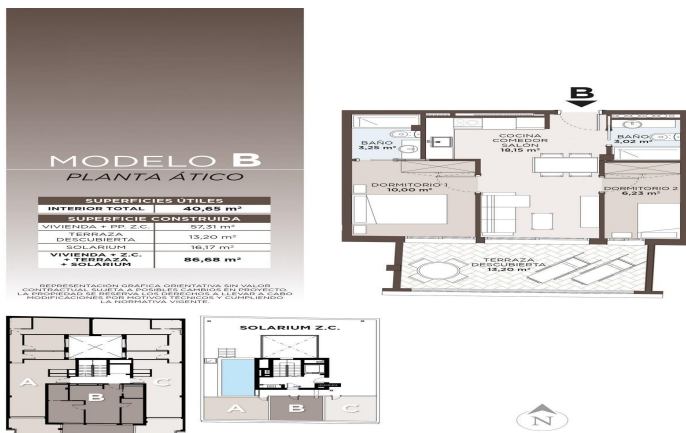 MODELO B
PLANTA ÁTICO
SUPERFICIES ÚTILES
INTERIOR TOTAL 40,65 m²
SUPERFICIE CONSTRUIDA
VIVIENDA + PP. Z.C. 57,31 m²
TERRAZA
DESCUBIERTA 13,20 m²
SOLARIUM 16,17 m²
VIVIENDA + Z.C.
+ TERRAZA
+ SOLARIUM 86,68 m²
REPRESENTACIÓN GRÁFICA ORIENTATIVA SIN VALOR
CONTRACTUAL SUJETA A POSIBLES CAMBIOS EN PROYECTO.
LA PROPIEDAD SE RESERVA LOS DERECHOS A LLEVAR A CABO
MODIFICACIONES POR MOTIVOS TÉCNICOS Y CUMPLIENDO
LA NORMATIVA VIGENTE.
B
BAÑO
3,25 m²
COCINA
COMEDOR
SALÓN
18,15 m²
BAÑO
3,02 m²
DORMITORIO 1
10,00 m²
DORMITORIO 2
6,23 m²
TERRAZA
DESCUBIERTA
13,20 m²
A
B
C
SOLARIUM Z.C.
A
B
C
N